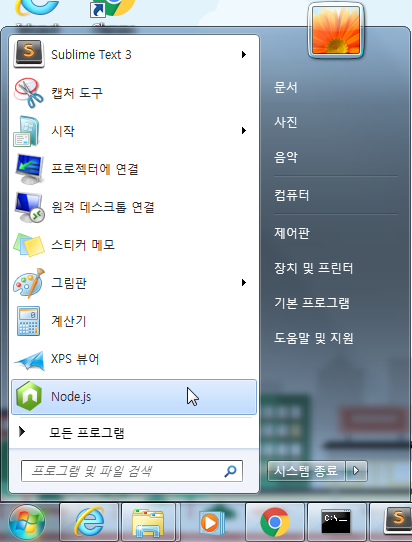 Sublime Text 3
캡처 도구
시작
프로젝터에 연결
원격 데스크톱 연결
스티커 메모
그림판
계산기
XPS 뷰어
Node.js
모든 프로그램
프로그램 및 파일 검색
문서
사진
음악
컴퓨터
제어판
장치 및 프린터
기본 프로그램
도움말 및 지원
시스템 종료
C:\_